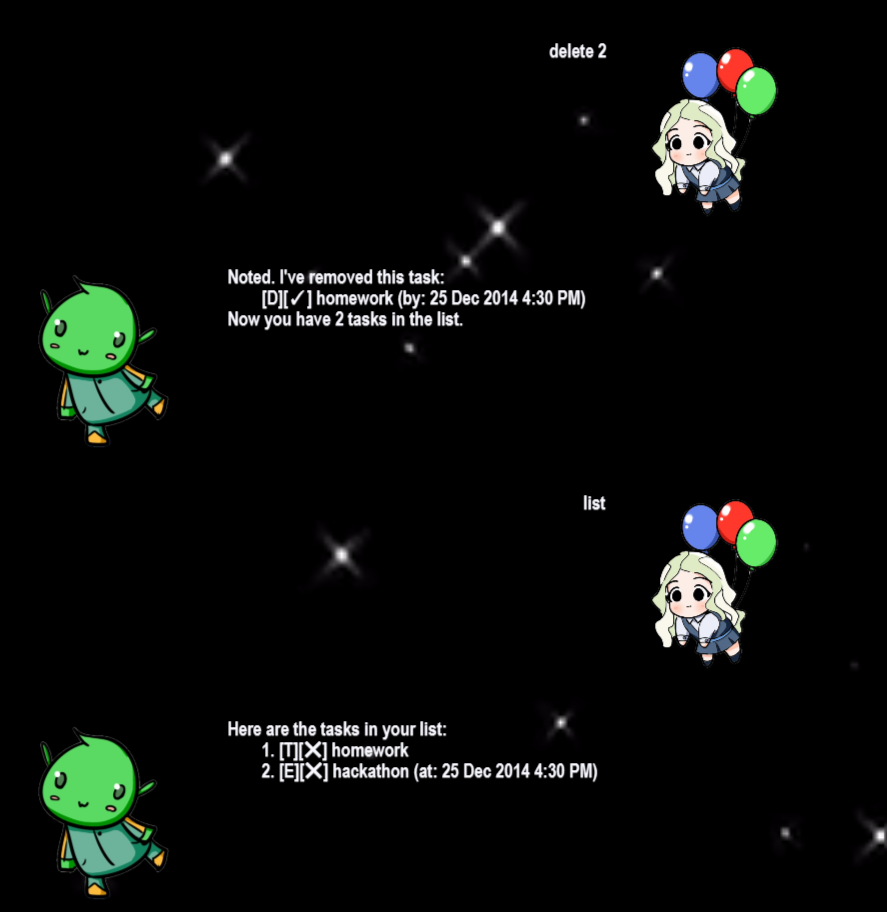 delete 2
Noted. I've removed this task:
[D][✓] homework (by: 25 Dec 2014 4:30 PM)
Now you have 2 tasks in the list.
list
Here are the tasks in your list:
1. [T][✕] homework
2. [E][✕] hackathon (at: 25 Dec 2014 4:30 PM)